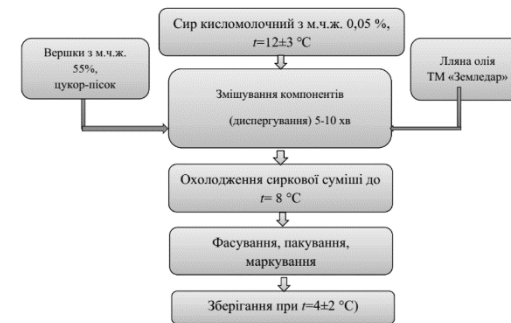 Сир кисломолочний з м.ч.ж. 0,05 %,
t=12±3 °С
Вершки з м.ч.ж.
55%,
цукор-пісок
Лляна олія
ТМ «Земледар»
Змішування компонентів
(диспергування) 5-10 хв
Охолодження сиркової суміші до
t= 8 °С
Фасування, пакування,
маркування
Зберігання при t=4±2 °С)